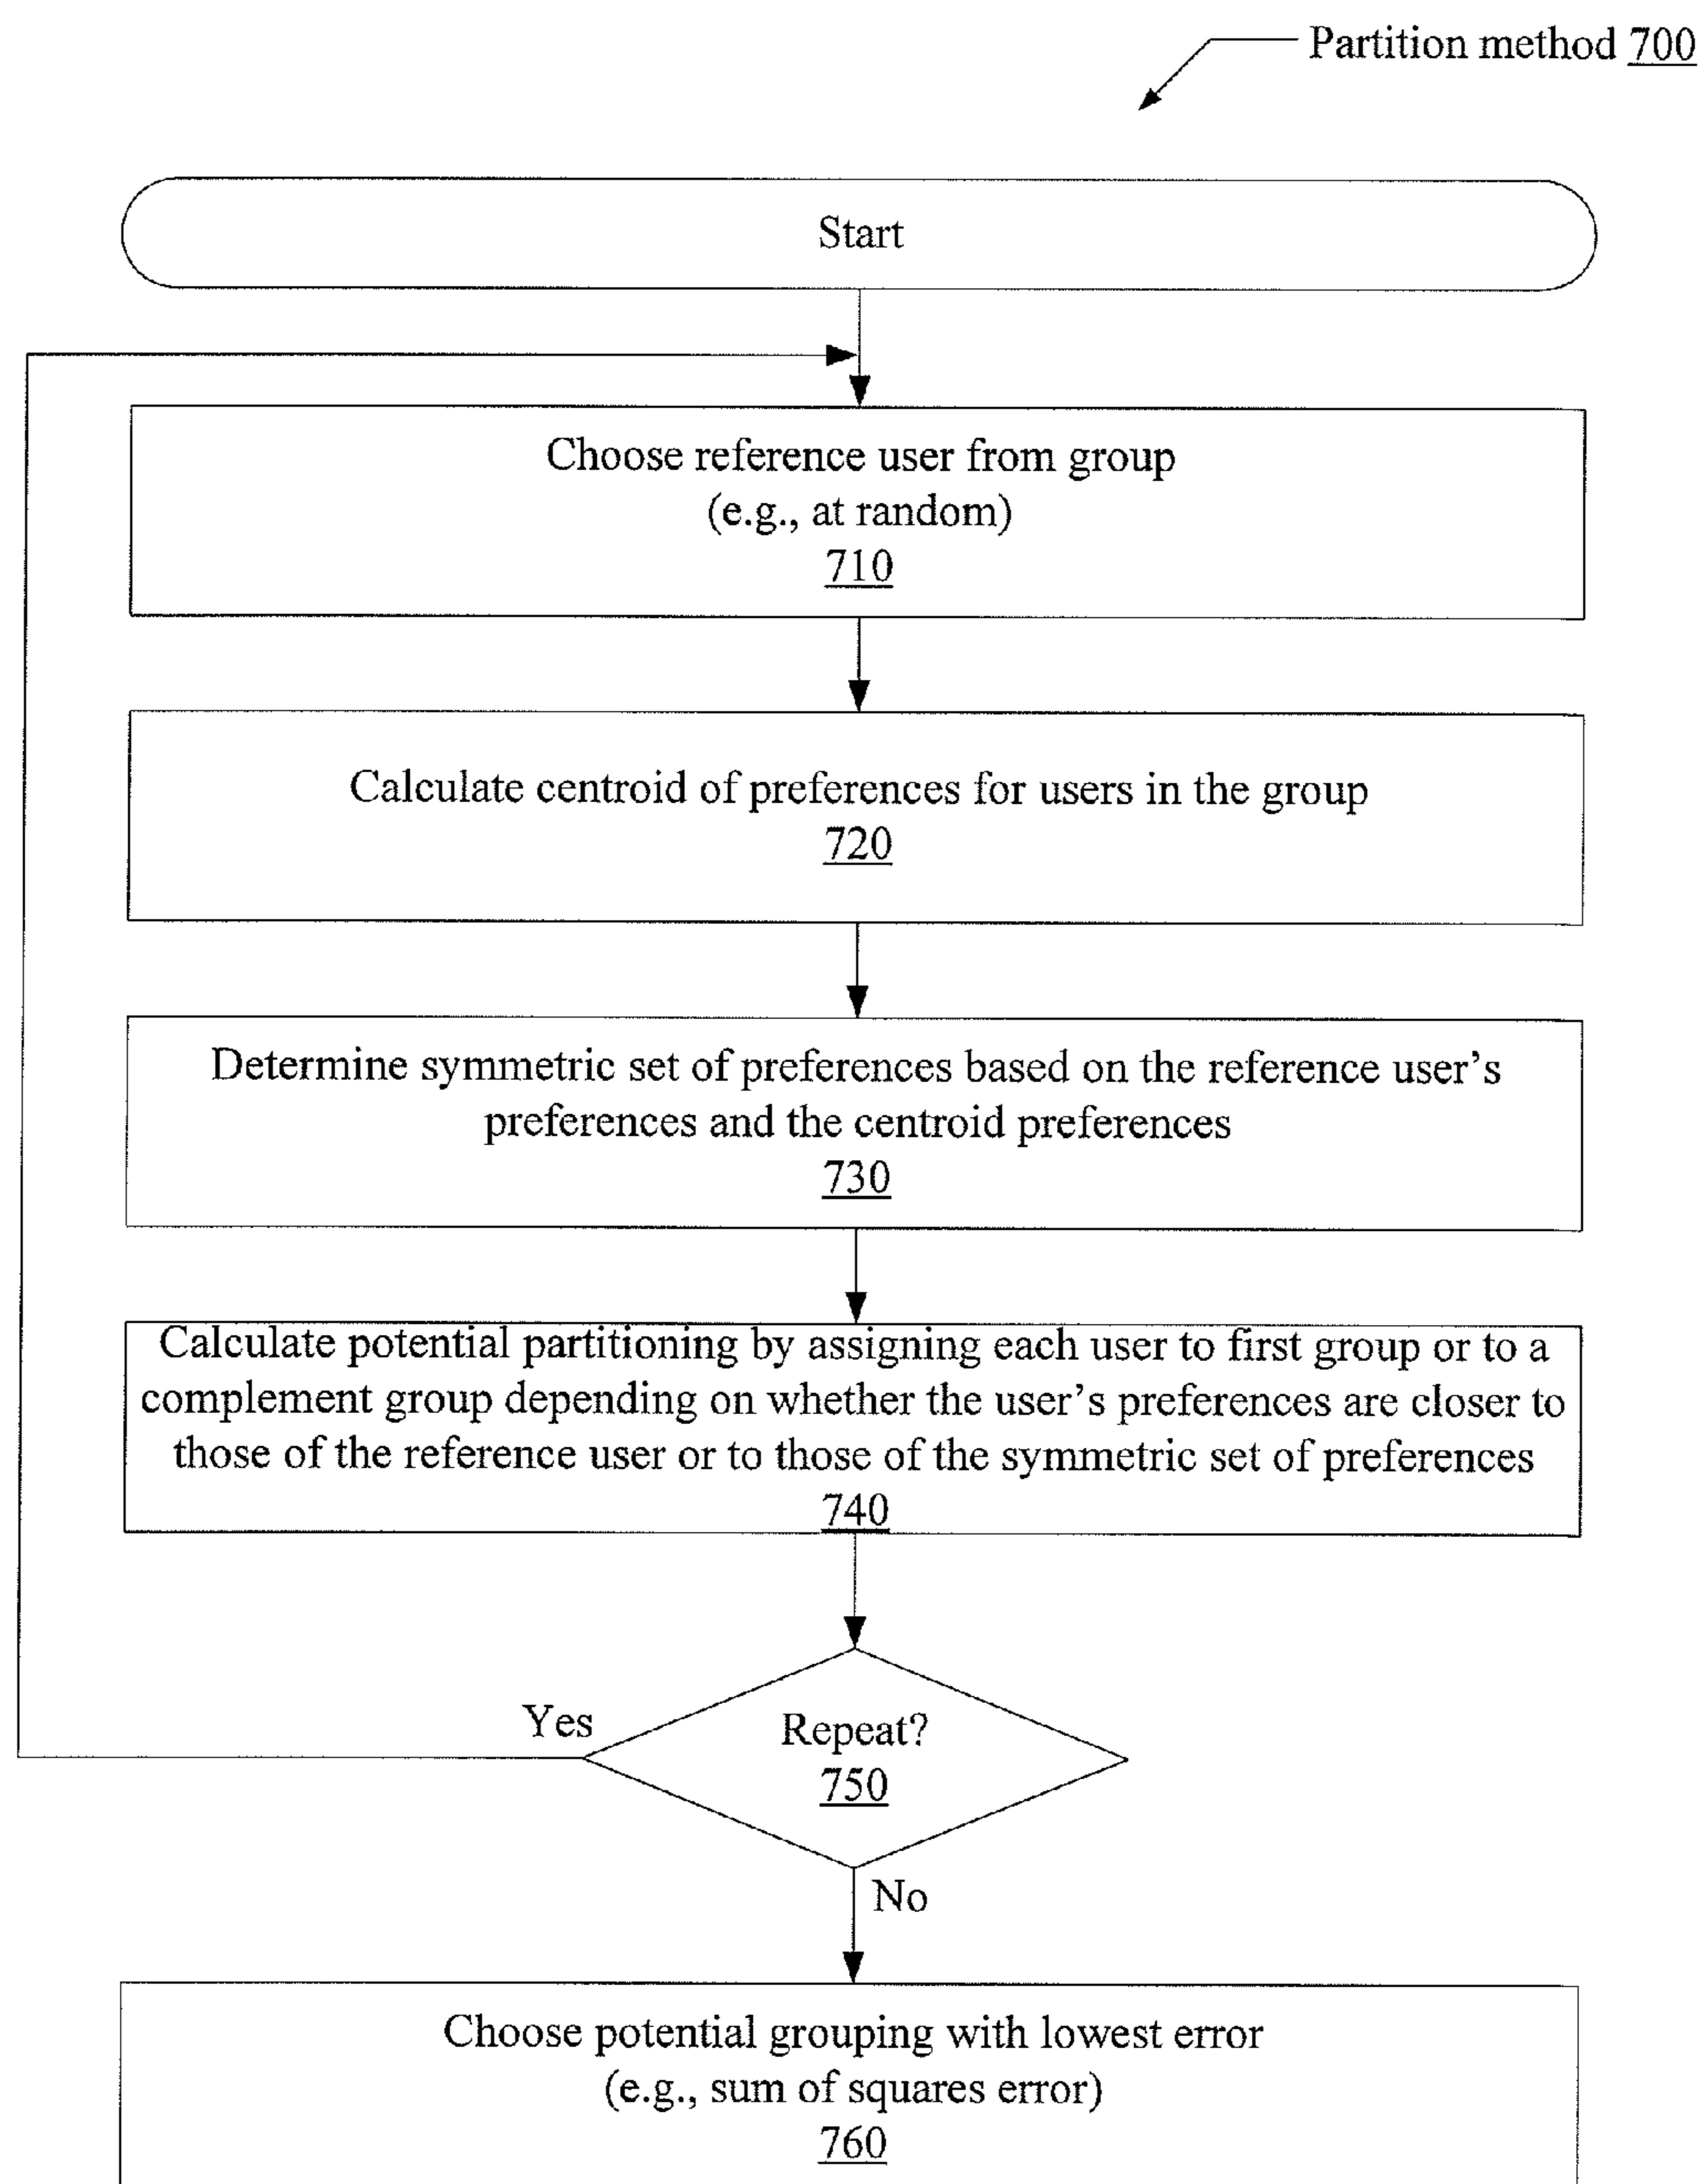 Partition method 700
Start
Choose reference user from group
(e.g., at random)
710
Calculate centroid of preferences for users in the group
720
Determine symmetric set of preferences based on the reference user's
preferences and the centroid preferences
730
Calculate potential partitioning by assigning each user to first group or to a
complement group depending on whether the user's preferences are closer to
those of the reference user or to those of the symmetric set of preferences
740
Repeat?
750
Yes
No
Choose potential grouping with lowest error
(e.g., sum of squares error)
760